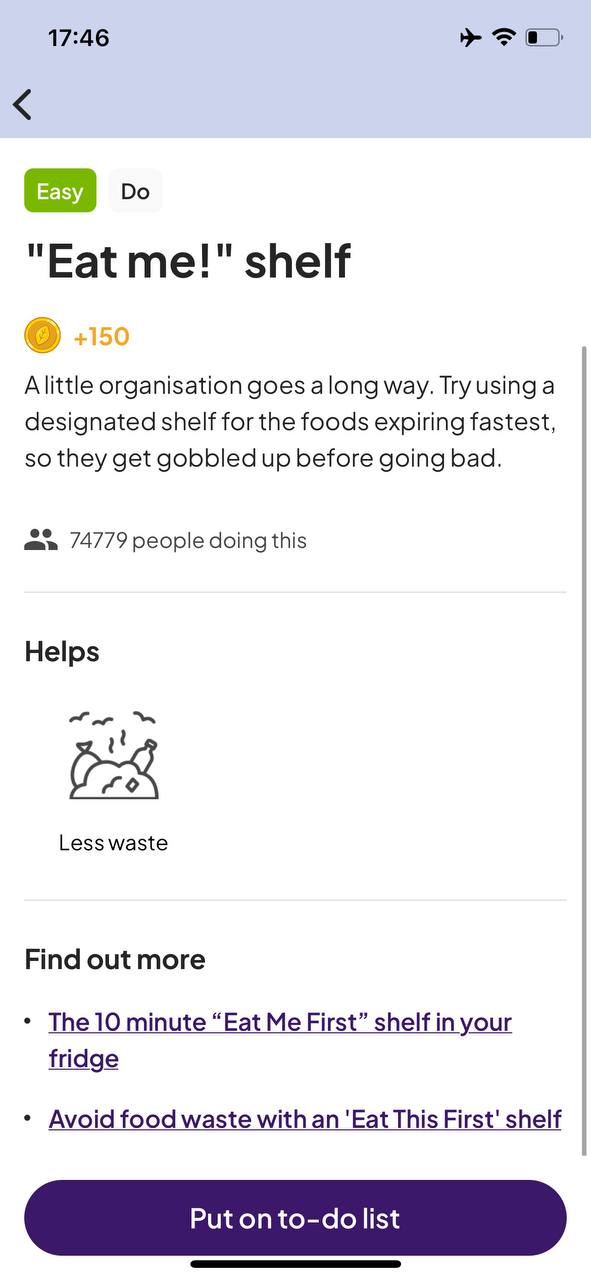 17:46
Easy Do
"Eat me!" shelf
+150
A little organisation goes a long way. Try using a
designated shelf for the foods expiring fastest,
so they get gobbled up before going bad.
74779 people doing this
Helps
Less waste
Find out more
• The 10 minute “Eat Me First” shelf in your
fridge
• Avoid food waste with an 'Eat This First' shelf
Put on to-do list